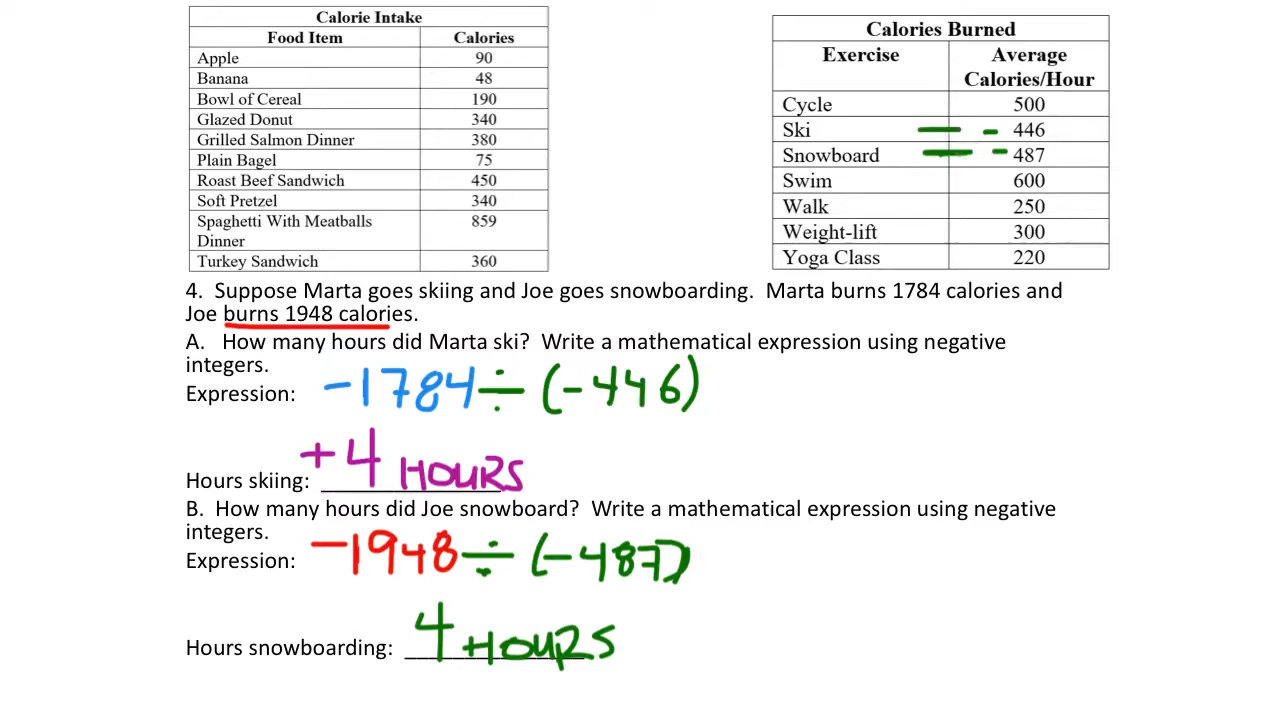 Calorie Intake
Food Item Calories
Apple 90
Banana 48
Bowl of Cereal 190
Glazed Donut 340
Grilled Salmon Dinner 380
Plain Bagel 75
Roast Beef Sandwich 450
Soft Pretzel 340
Spaghetti With Meatballs 859
Dinner
Turkey Sandwich 360
Calories Burned
Exercise Average
Calories/Hour
Cycle 500
Ski - 446
Snowboard - 487
Swim 600
Walk 250
Weight-lift 300
Yoga Class 220
4. Suppose Marta goes skiing and Joe goes snowboarding. Marta burns 1784 calories and
Joe burns 1948 calories.
A. How many hours did Marta ski? Write a mathematical expression using negative
integers.
Expression: -1784 ÷ (-446)
Hours skiing: +4 HOURS
B. How many hours did Joe snowboard? Write a mathematical expression using negative
integers.
Expression: -1948 ÷ (-487)
Hours snowboarding: 4 HOURS